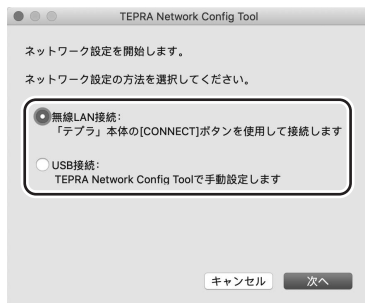 TEPRA Network Config Tool
ネットワーク設定を開始します。
ネットワーク設定の方法を選択してください。
無線LAN接続：
「テプラ」本体の[CONNECT]ボタンを使用して接続します
USB接続：
TEPRA Network Config Toolで手動設定します
キャンセル 次へ